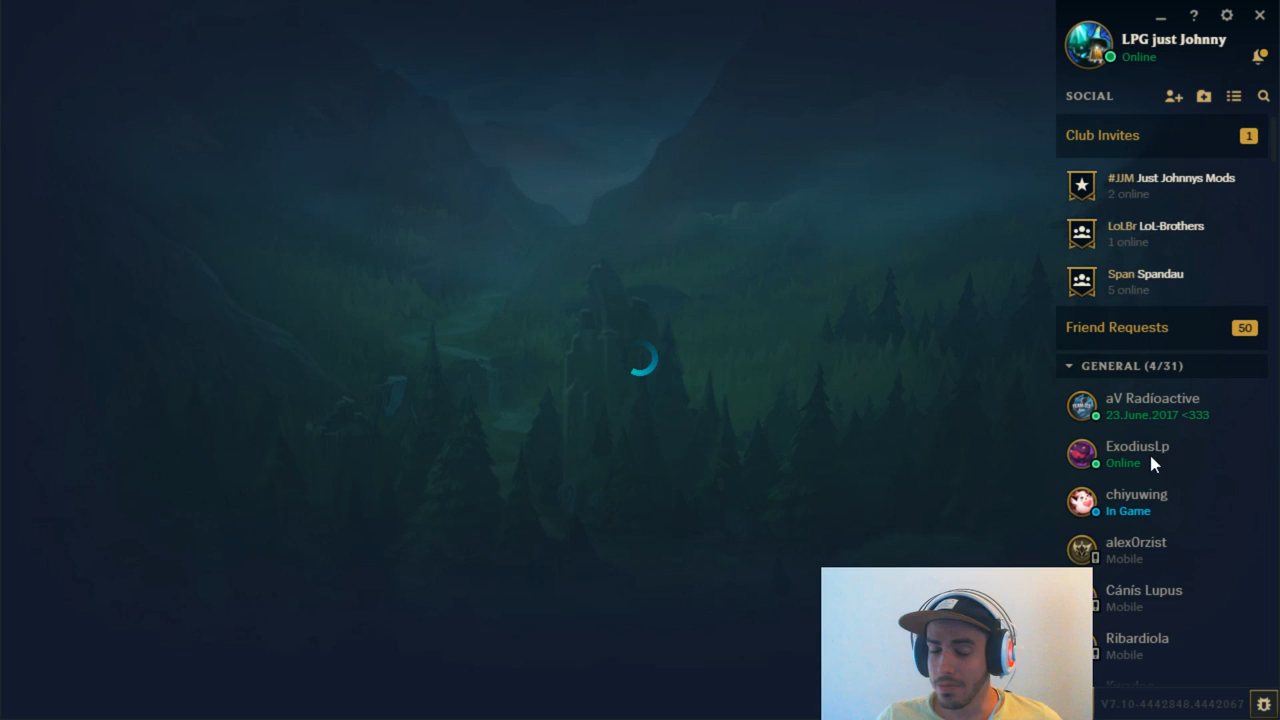 LPG just Johnny
Online
SOCIAL
Club Invites
1
#JJM Just Johnnys Mods
2 online
LoLBr LoL-Brothers
1 online
Span Spandau
5 online
Friend Requests
50
GENERAL (4/31)
aV Radíoactive
23.June.2017 <333
ExodiusLp
Online
chiyuwing
In Game
alex0rzist
Mobile
Cánís Lupus
Mobile
Ribardiola
Mobile
V7.10-4442848.4442067